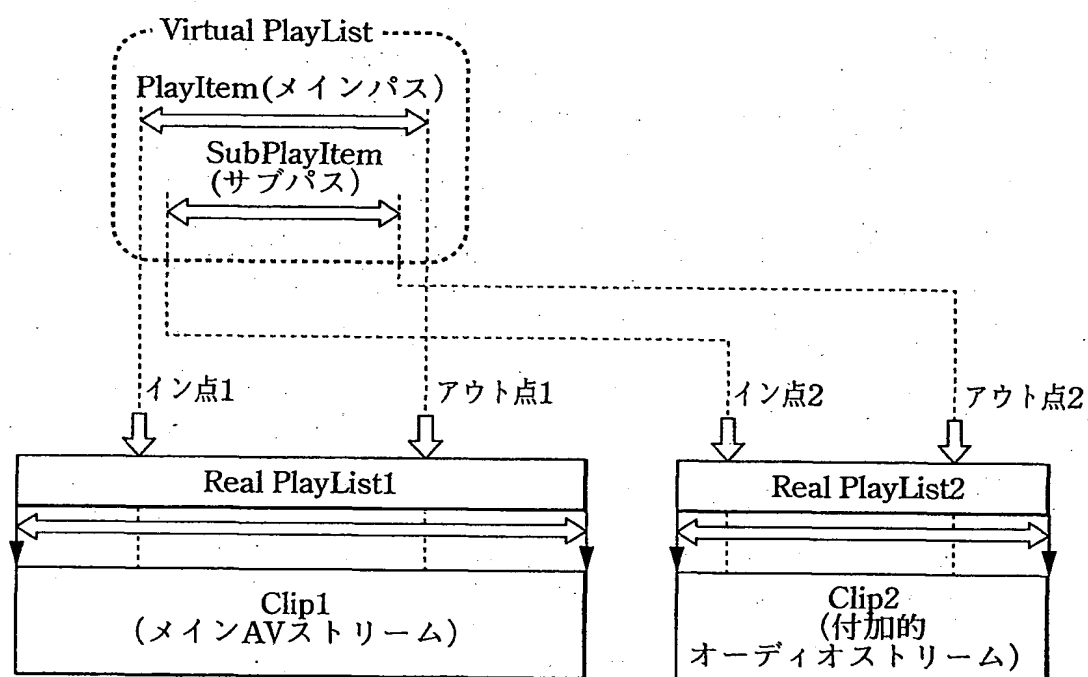 Virtual PlayList
PlayItem(メインパス)
SubPlayItem
(サブパス)
イン点1
アウト点1
イン点2
アウト点2
Real PlayList1
Real PlayList2
Clip1
(メインAVストリーム)
Clip2
(付加的
オーディオストリーム)